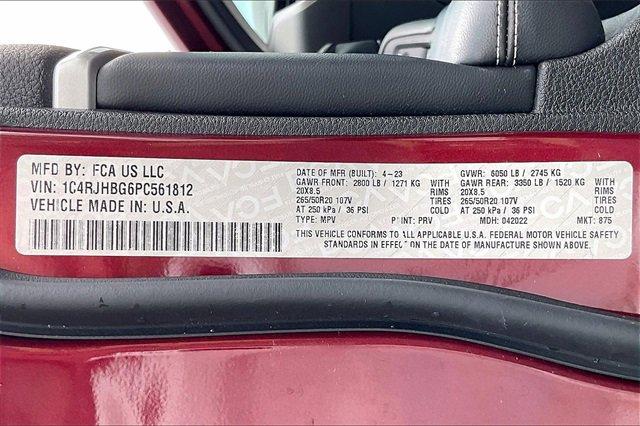 MFD BY: FCA US LLC
VIN: 1C4RJHBG6PC561812
VEHICLE MADE IN: U.S.A.
DATE OF MFR (BUILT): 4-23
GVWR: 6050 LB / 2745 KG
GAWR FRONT: 2800 LB / 1271 KG WITH
20X8.5 RIMS
265/50R20 107V TIRES
AT 250 kPa / 36 PSI COLD
GAWR REAR: 3350 LB / 1520 KG WITH
20X8.5 RIMS
265/50R20 107V TIRES
AT 250 kPa / 36 PSI COLD
TYPE: MPV PAINT: PRV MDH: 042022 MKT: 875
THIS VEHICLE CONFORMS TO ALL APPLICABLE U.S.A. FEDERAL MOTOR VEHICLE SAFETY
STANDARDS IN EFFECT ON THE DATE OF MANUFACTURE SHOWN ABOVE.